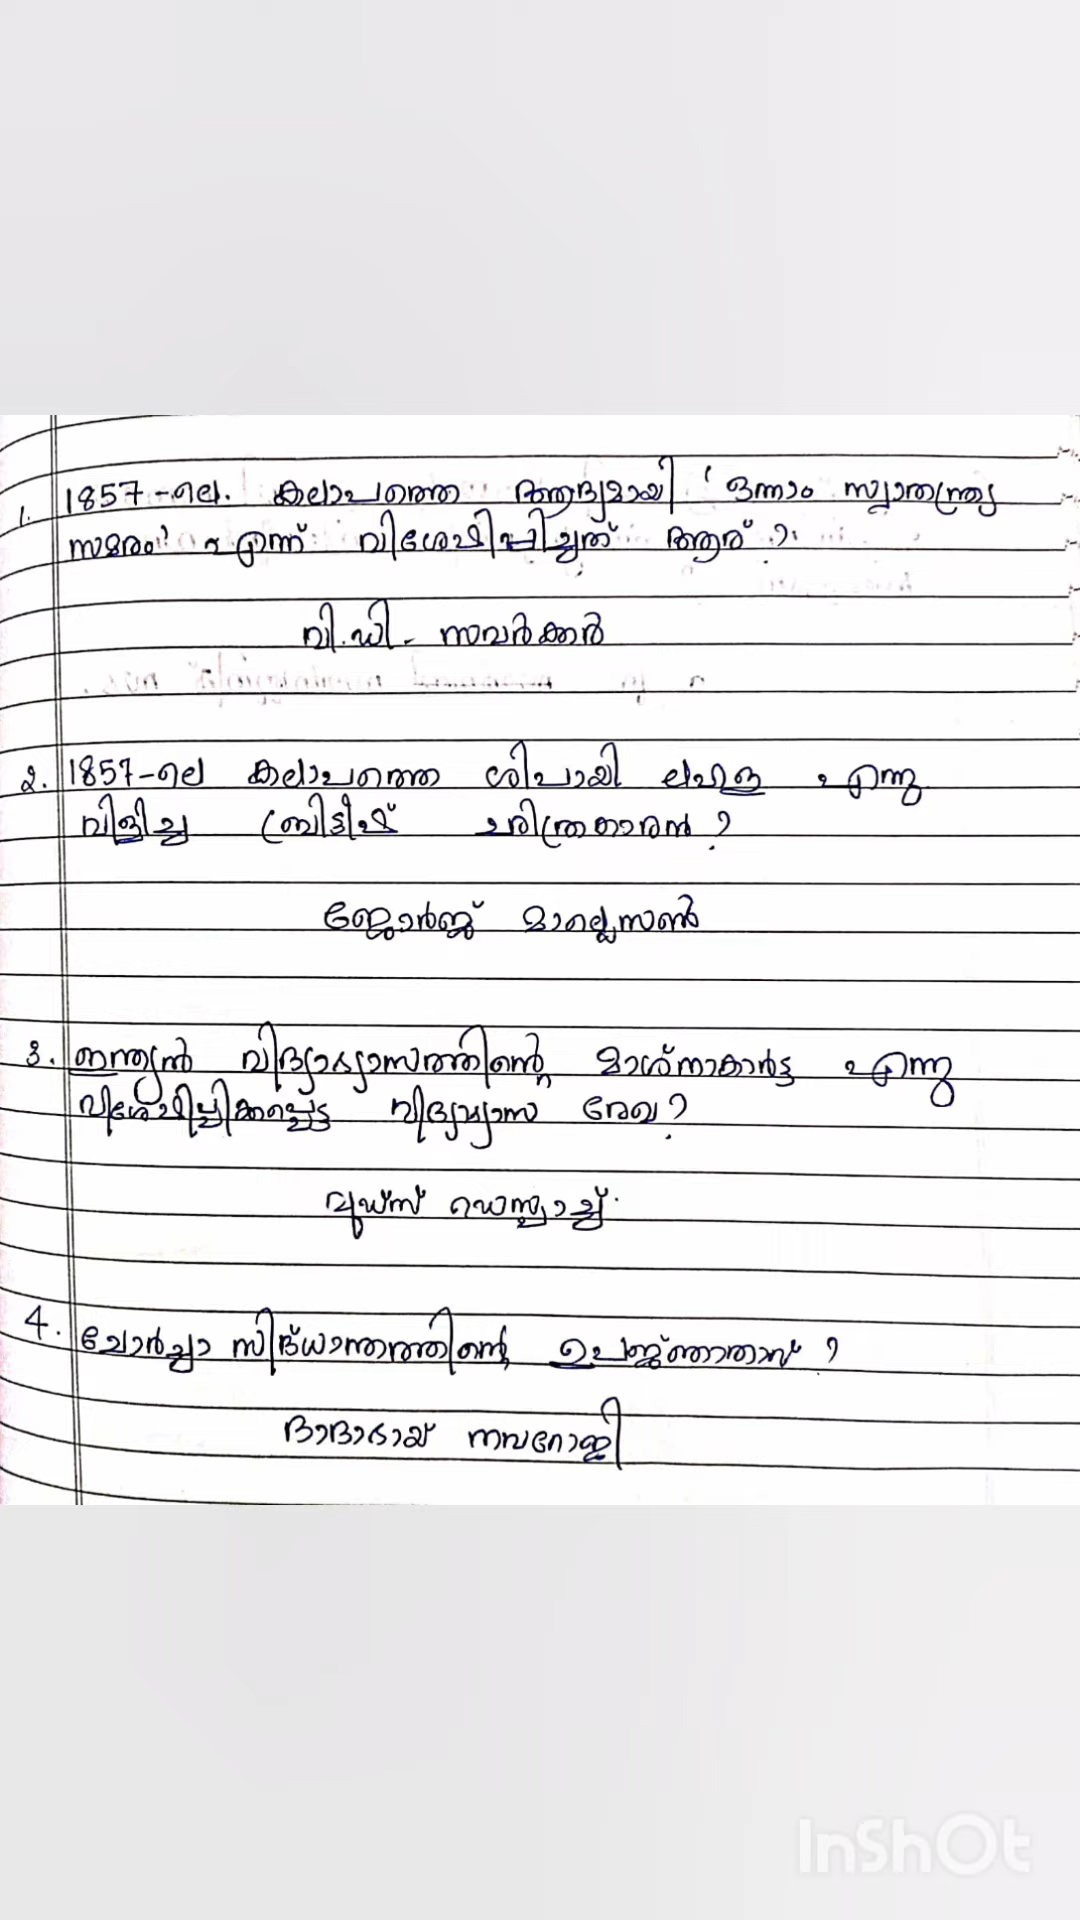 1. 1857-ലെ. കലാപത്തെ ആദ്യമായി 'ഒന്നാം സ്വാതന്ത്ര്യ
സമരം' എന്ന് വിശേഷിപ്പിച്ചത് ആര് ?
വി.ഡി. സവർക്കർ
2. 1857-ലെ കലാപത്തെ ശിപായി ലഹള എന്നു
വിളിച്ച ബ്രിട്ടീഷ് ചരിത്രകാരൻ ?
ജോർജ്ജ് മാല്ലെസൺ
3. ഇന്ത്യൻ വിദ്യാഭ്യാസത്തിന്റെ മാഗ്നാകാർട്ട എന്നു
വിശേഷിപ്പിക്കപ്പെട്ട വിദ്യാഭ്യാസ രേഖ ?
വുഡ്സ് ഡെസ്പാച്ച്.
4. ചോർച്ചാ സിദ്ധാന്തത്തിന്റെ ഉപജ്ഞാതാവ് ?
ദാദാഭായ് നവറോജി
InShOt